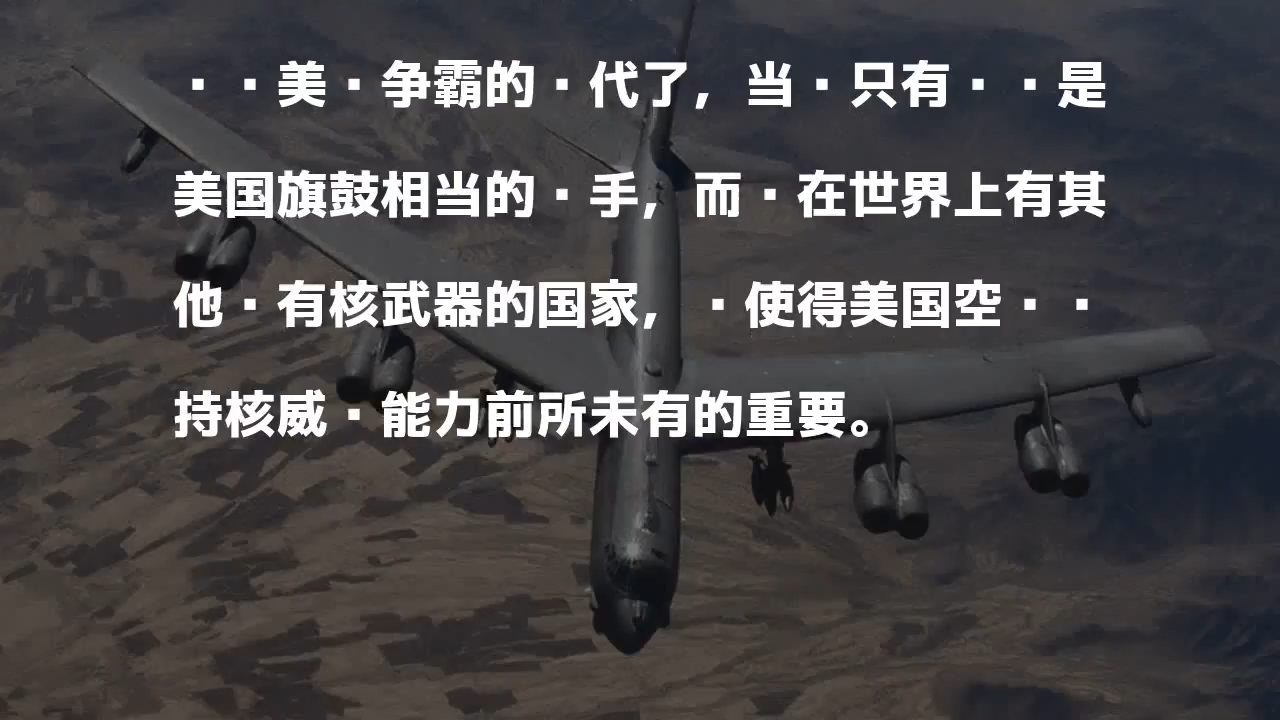 ··美·争霸的·代了，当·只有··是
美国旗鼓相当的·手，而·在世界上有其
他·有核武器的国家，·使得美国空··
持核威·能力前所未有的重要。